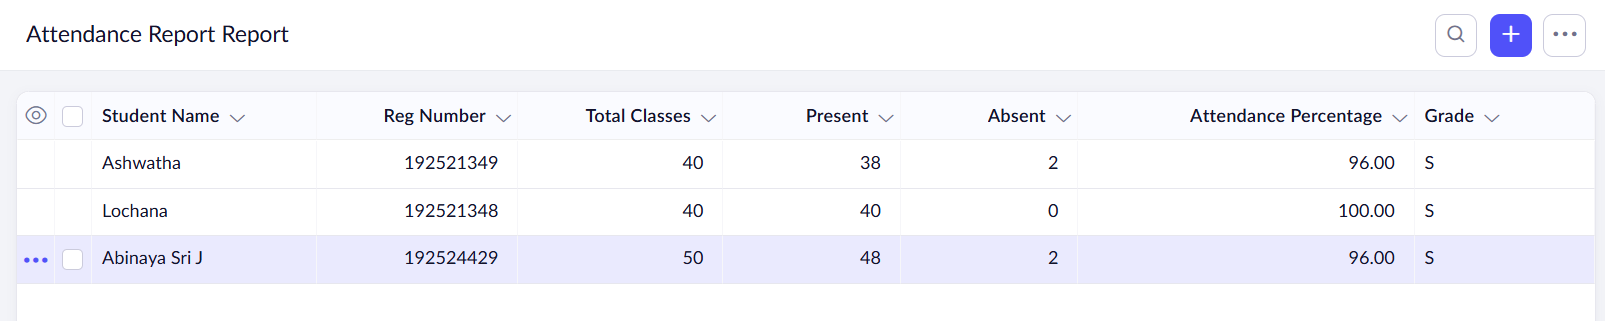 Attendance Report Report
Student Name Reg Number Total Classes Present Absent Attendance Percentage Grade
Ashwatha 192521349 40 38 2 96.00 S
Lochana 192521348 40 40 0 100.00 S
Abinaya Sri J 192524429 50 48 2 96.00 S